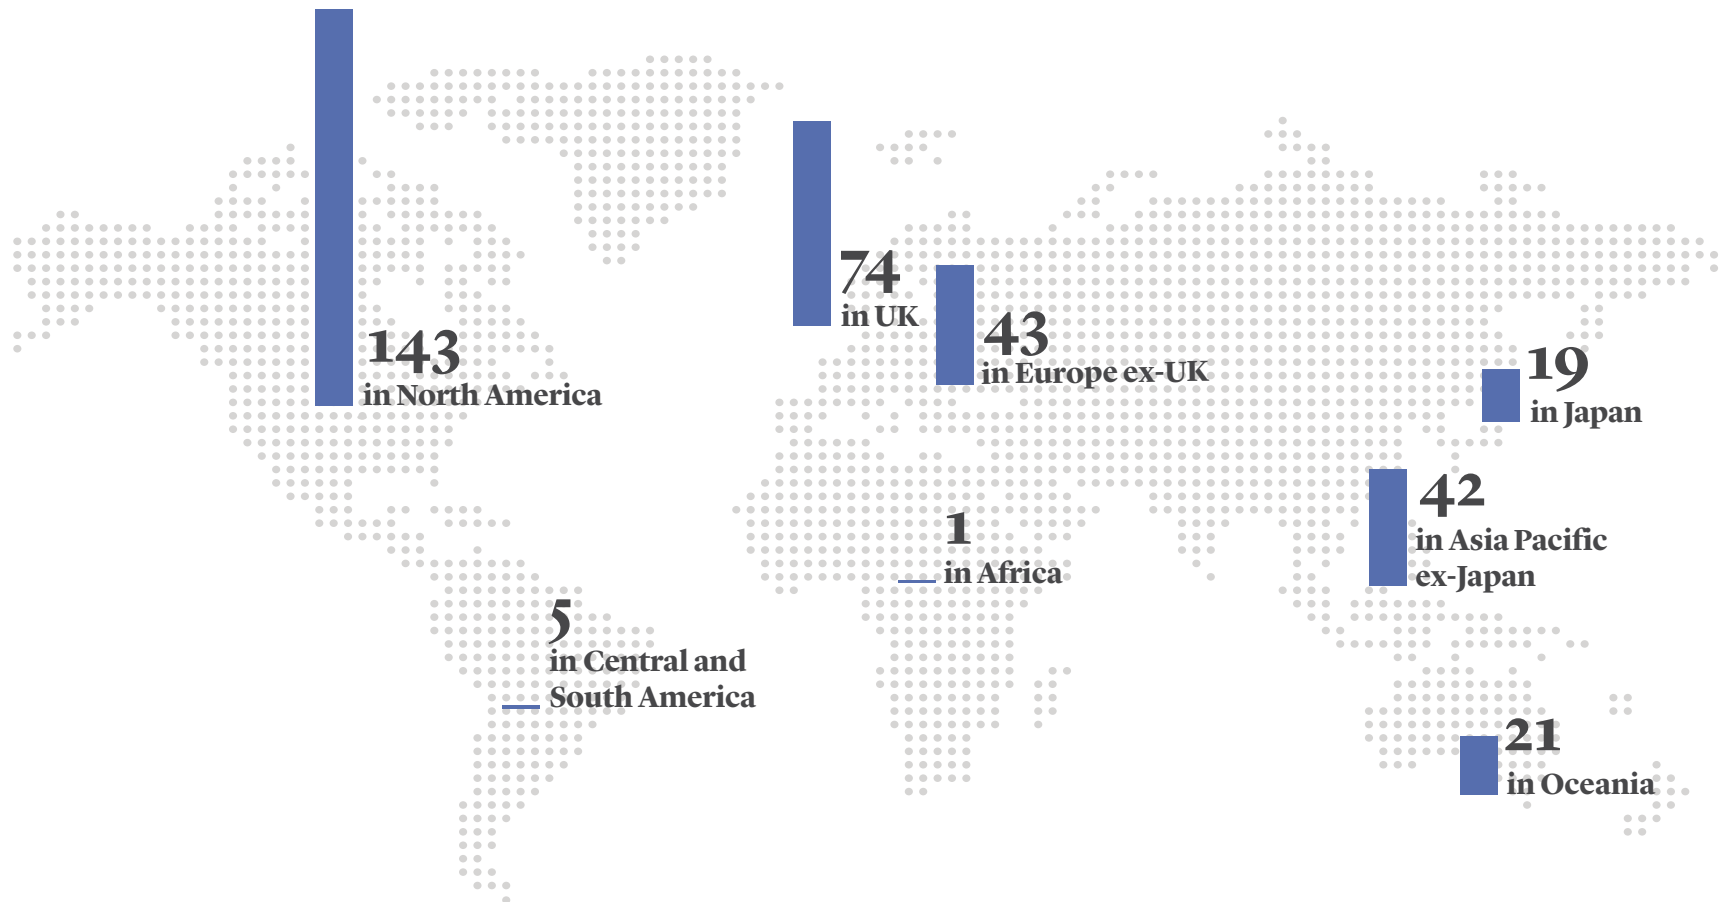 74
in UK
43
in Europe ex-UK
143
in North America
19
in Japan
42
in Asia Pacific
ex-Japan
1
in Africa
5
in Central and
South America
21
in Oceania